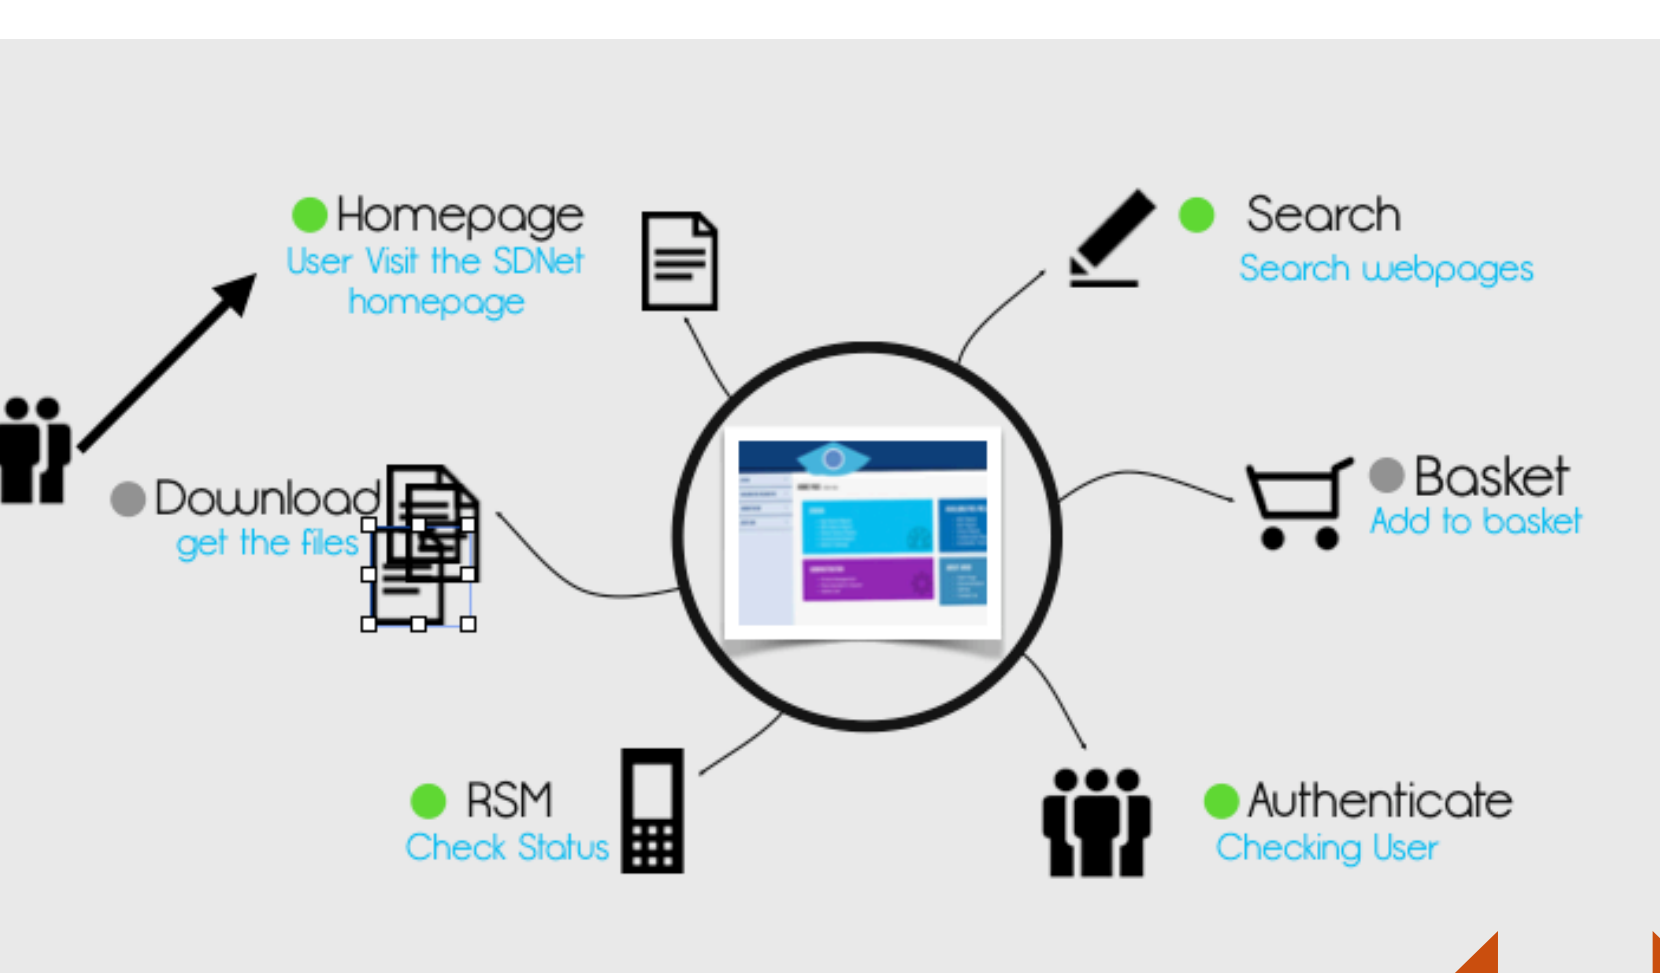 Homepage
User Visit the SDNet
homepage
Search
Search webpages
Download
get the files
Basket
Add to basket
RSM
Check Status
Authenticate
Checking User